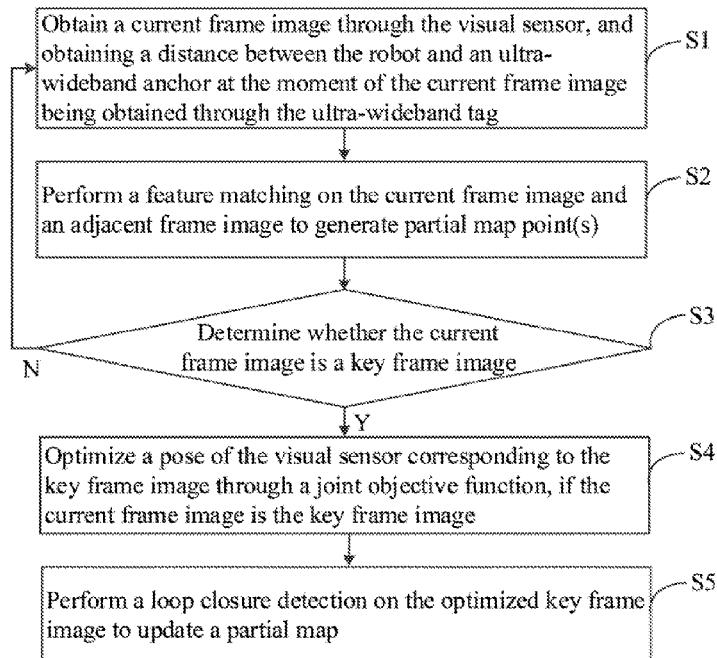 Obtain a current frame image through the visual sensor, and
obtaining a distance between the robot and an ultra-
wideband anchor at the moment of the current frame image
being obtained through the ultra-wideband tag
S1
Perform a feature matching on the current frame image and
an adjacent frame image to generate partial map point(s)
S2
Determine whether the current
frame image is a key frame image
S3
N
Y
Optimize a pose of the visual sensor corresponding to the
key frame image through a joint objective function, if the
current frame image is the key frame image
S4
Perform a loop closure detection on the optimized key frame
image to update a partial map
S5